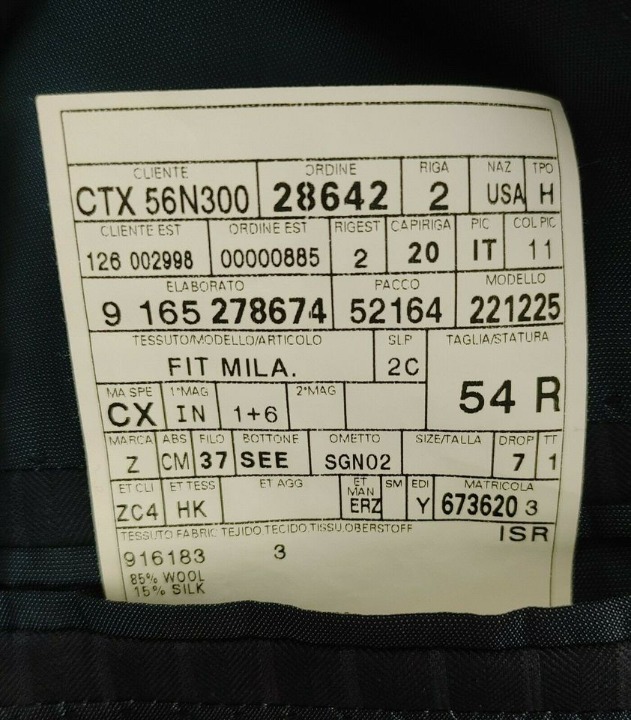 CLIENTE ORDINE RIGA NAZ TPO
CTX 56N300 28642 2 USA H
CLIENTE EST ORDINE EST RIGEST CAPIRIGA PIC COL PIC
126 002998 00000885 2 20 IT 11
ELABORATO PACCO MODELLO
9 165 278674 52164 221225
TESSUTO/MODELLO/ARTICOLO SLP TAGLIA/STATURA
FIT MILA. 2C 54 R
MA SPE 1°MAG 2°MAG
CX IN 1+6
MARCA ABS FILO BOTTONE OMETTO SIZE/TALLA DROP TT
Z CM 37 SEE SGN02 7 1
ET CLI ET TESS ET AGG ET MAN SM EDI MATRICOLA
ZC4 HK ERZ Y 673620 3
TESSUTO FABRIC TEJIDO TECIDO TISSU OBERSTOFF ISR
916183 3
85% WOOL
15% SILK